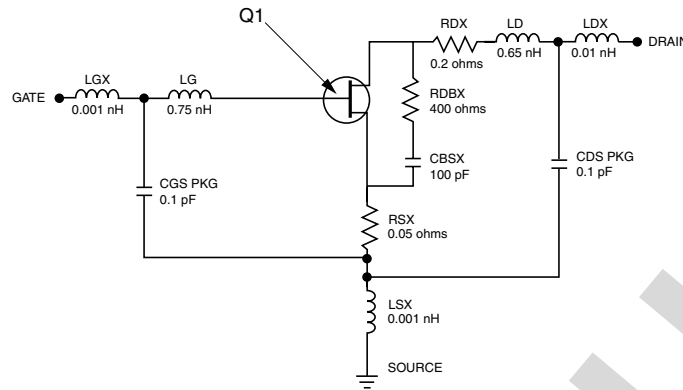 Q1
RDX
0.2 ohms
LD
0.65 nH
LDX
0.01 nH
DRAIN
GATE
LGX
0.001 nH
LG
0.75 nH
RDBX
400 ohms
CBSX
100 pF
CGS PKG
0.1 pF
CDS PKG
0.1 pF
RSX
0.05 ohms
LSX
0.001 nH
SOURCE